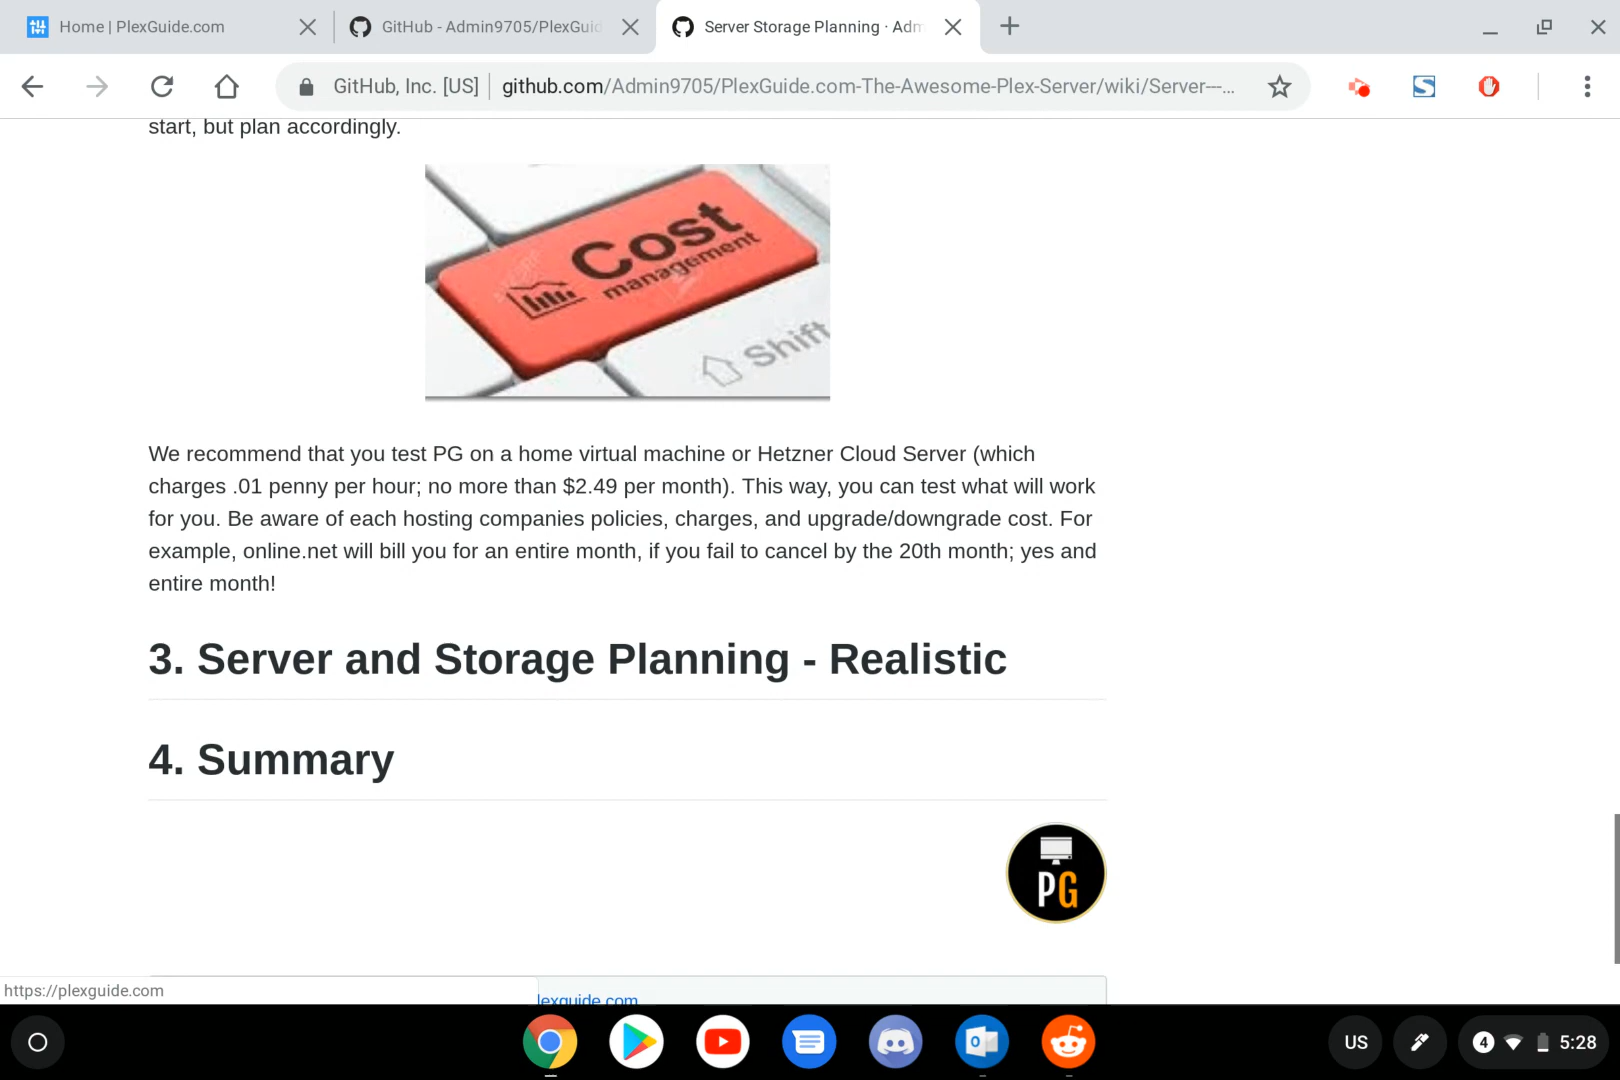 Home | PlexGuide.com
GitHub - Admin9705/PlexGuid
Server Storage Planning · Adm
GitHub, Inc. [US]
github.com/Admin9705/PlexGuide.com-The-Awesome-Plex-Server/wiki/Server---...
start, but plan accordingly.
Cost
management
Shift
We recommend that you test PG on a home virtual machine or Hetzner Cloud Server (which
charges .01 penny per hour; no more than $2.49 per month). This way, you can test what will work
for you. Be aware of each hosting companies policies, charges, and upgrade/downgrade cost. For
example, online.net will bill you for an entire month, if you fail to cancel by the 20th month; yes and
entire month!
3. Server and Storage Planning - Realistic
4. Summary
PG
https://plexguide.com
lexguide.com
US
4
5:28